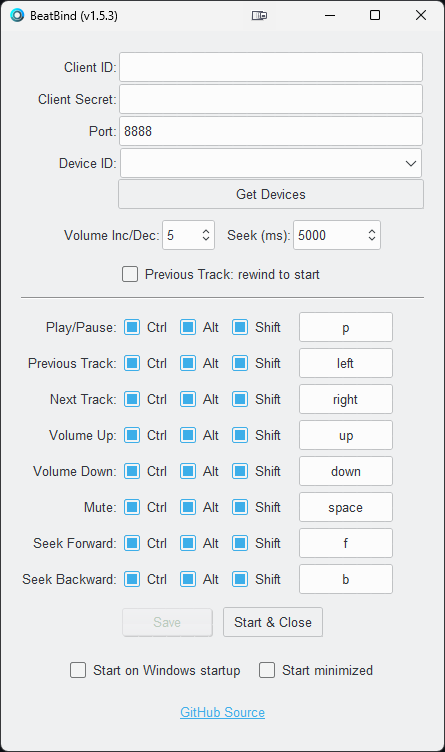 BeatBind (v1.5.3)
Client ID:
Client Secret:
Port: 8888
Device ID:
Get Devices
Volume Inc/Dec: 5 Seek (ms): 5000
Previous Track: rewind to start
Play/Pause: Ctrl Alt Shift p
Previous Track: Ctrl Alt Shift left
Next Track: Ctrl Alt Shift right
Volume Up: Ctrl Alt Shift up
Volume Down: Ctrl Alt Shift down
Mute: Ctrl Alt Shift space
Seek Forward: Ctrl Alt Shift f
Seek Backward: Ctrl Alt Shift b
Save Start & Close
Start on Windows startup Start minimized
GitHub Source